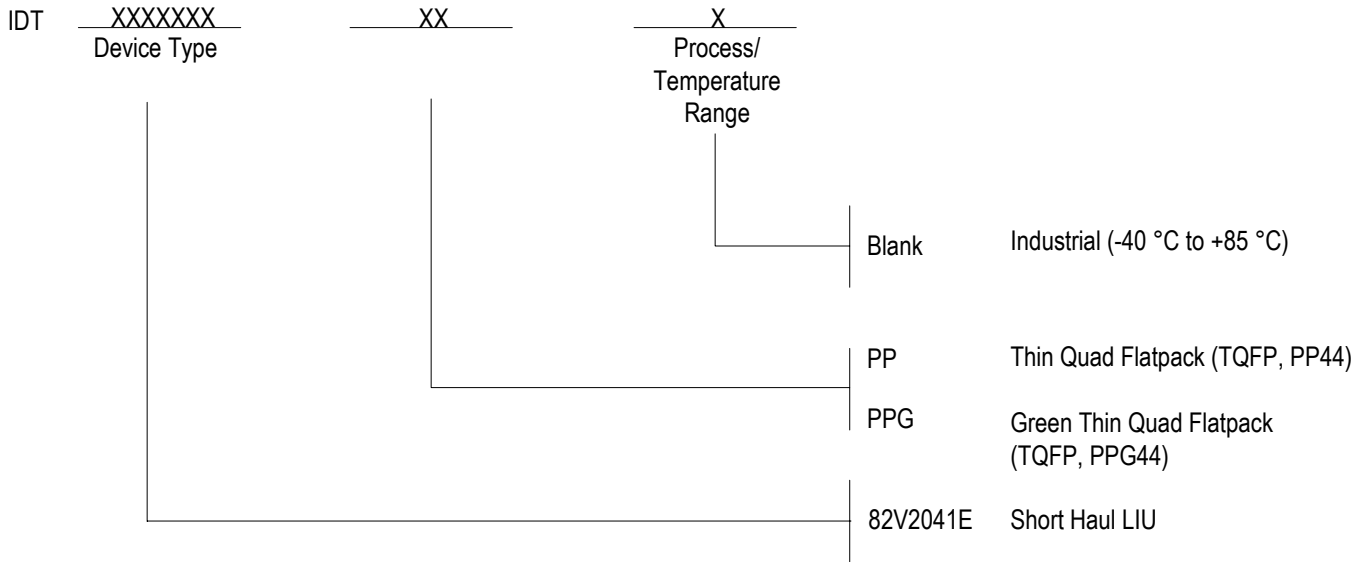 IDT XXXXXXX XX X
Device Type
Process/
Temperature
Range
Blank Industrial (-40 °C to +85 °C)
PP Thin Quad Flatpack (TQFP, PP44)
PPG Green Thin Quad Flatpack
(TQFP, PPG44)
82V2041E Short Haul LIU